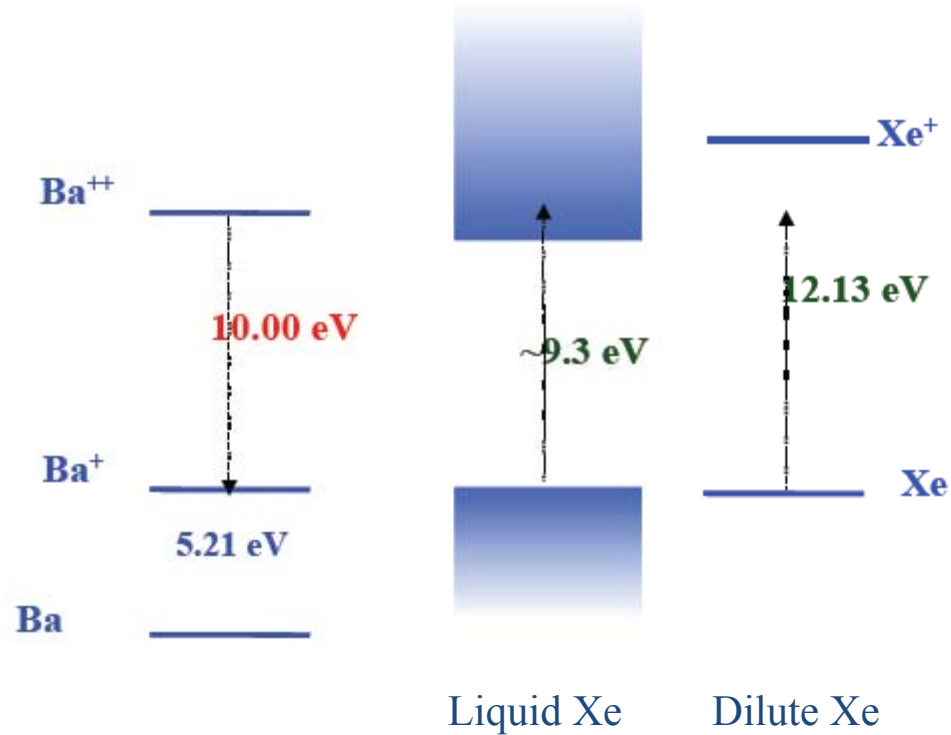 Xe⁺
Ba⁺⁺
12.13 eV
10.00 eV
~9.3 eV
Ba⁺
Xe
5.21 eV
Ba
Liquid Xe
Dilute Xe